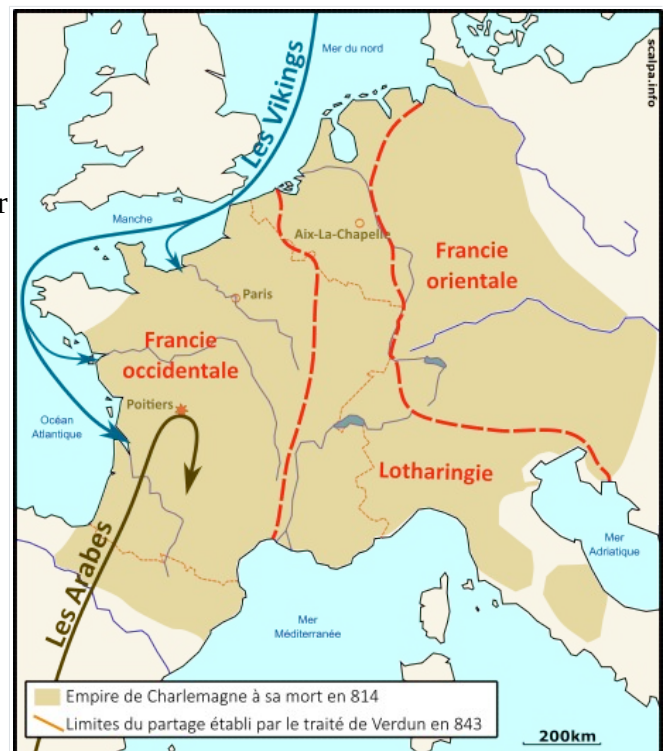 Mer du nord
scalpa.info
Les Vikings
r
Manche
Aix-La-Chapelle
Francie
orientale
Paris
Francie
occidentale
Poitiers
Océan
Atlantique
Lotharingie
Les Arabes
Mer
Adriatique
Mer
Méditerranée
Empire de Charlemagne à sa mort en 814
Limites du partage établi par le traité de Verdun en 843
200km